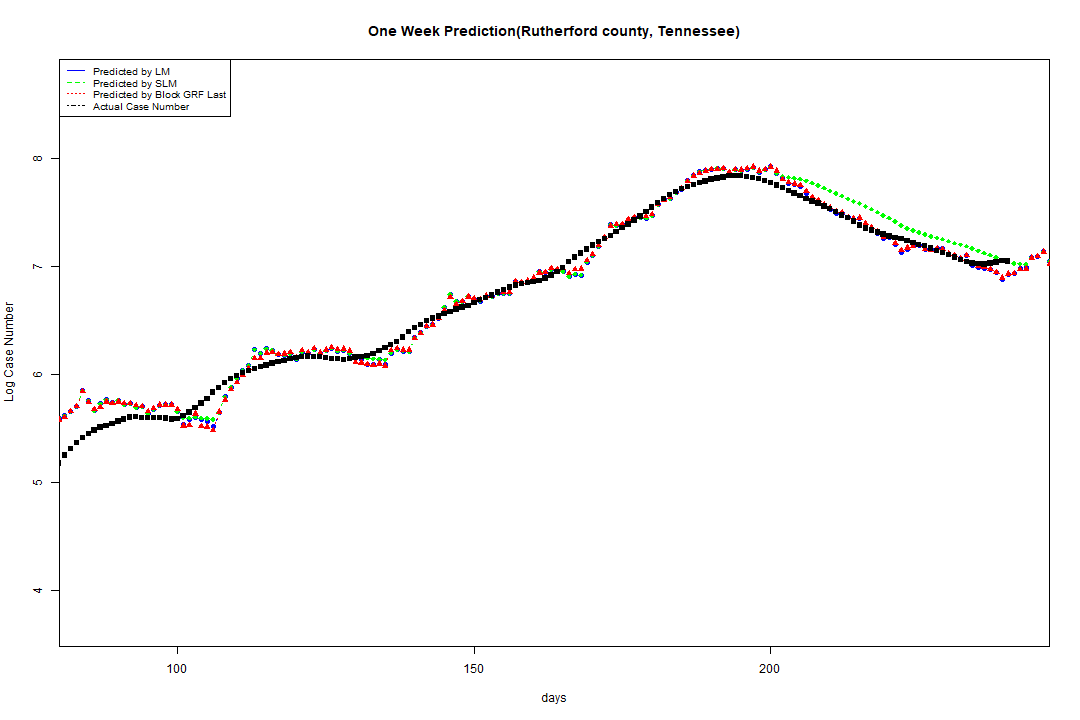 One Week Prediction(Rutherford county, Tennessee)
Predicted by LM
Predicted by SLM
Predicted by Block GRF Last
Actual Case Number
8
7
6
5
4
Log Case Number
100 150 200
days